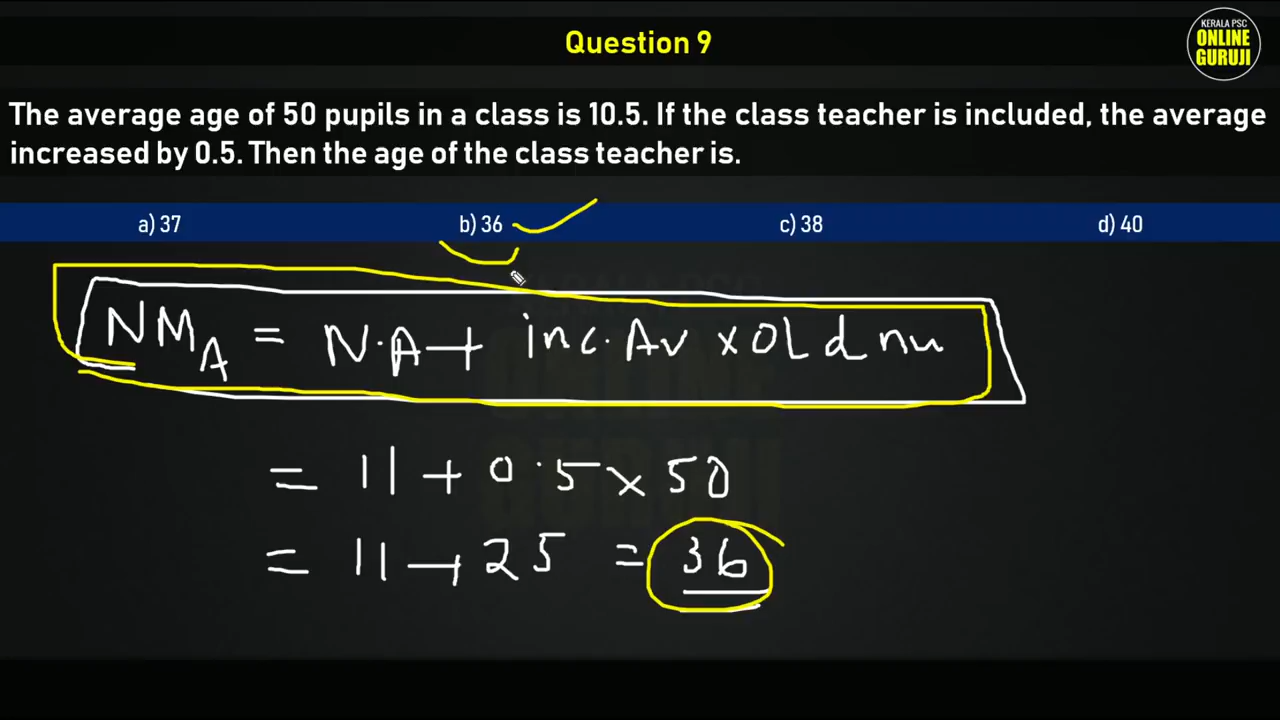 Question 9
KERALA PSC
ONLINE
GURUJI
The average age of 50 pupils in a class is 10.5. If the class teacher is included, the average
increased by 0.5. Then the age of the class teacher is.
a) 37 b) 36 c) 38 d) 40
NMA = N.A + inc. Av x OLd nu
= 11 + 0.5 x 50
= 11 + 25 = 36